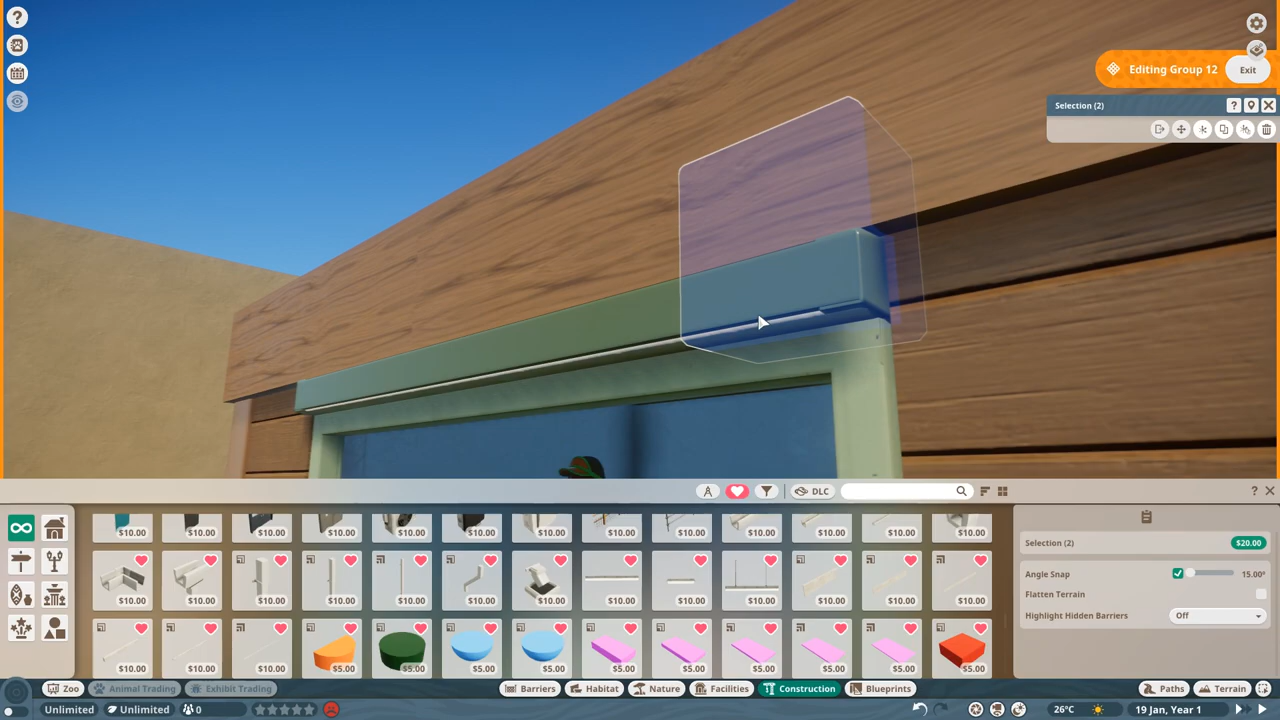 Editing Group 12
Exit
Selection (2)
?
DLC
?
$10.00 $10.00 $10.00 $10.00 $10.00 $10.00 $10.00 $10.00 $10.00 $10.00 $10.00 $10.00 $10.00
$10.00 $10.00 $10.00 $10.00 $10.00 $10.00 $10.00 $10.00 $10.00 $10.00 $10.00 $10.00 $10.00
$10.00 $10.00 $10.00 $5.00 $5.00 $5.00 $5.00 $5.00 $5.00 $5.00 $5.00 $5.00 $5.00
Selection (2) $20.00
Angle Snap 15.00°
Flatten Terrain
Highlight Hidden Barriers Off
Zoo Animal Trading Exhibit Trading Barriers Habitat Nature Facilities Construction Blueprints Paths Terrain
Unlimited Unlimited 0 26°C 19 Jan, Year 1